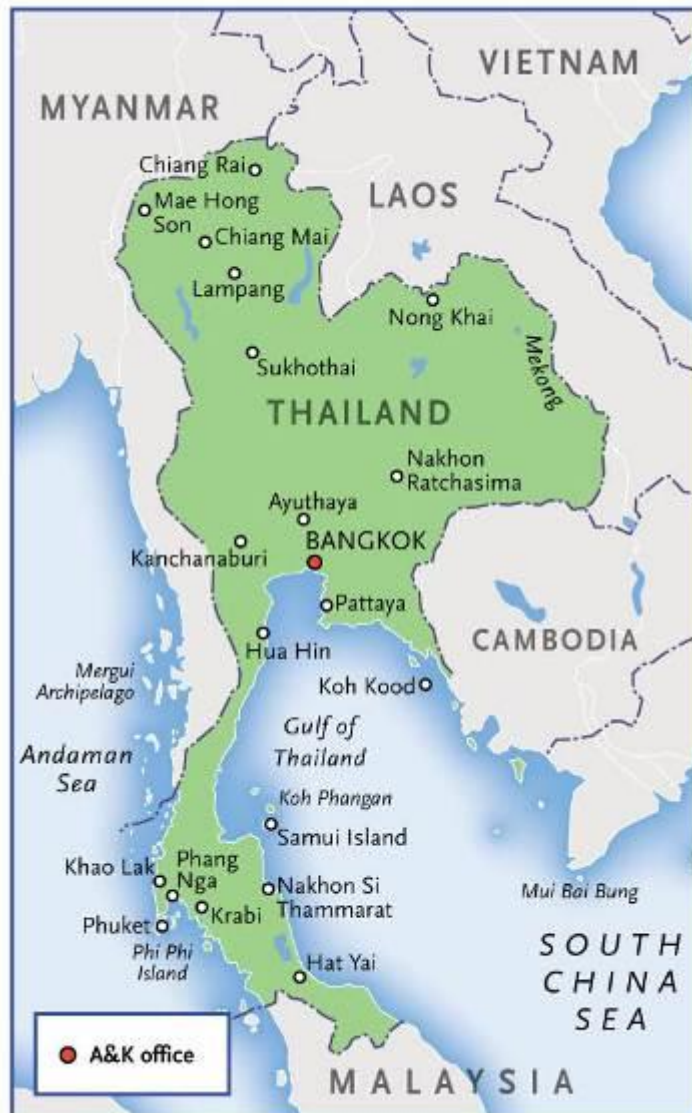 VIETNAM
MYANMAR
Chiang Rai
LAOS
Mae Hong
Son
Chiang Mai
Lampang
Nong Khai
Mekong
Sukhothai
THAILAND
Nakhon
Ratchasima
Ayuthaya
BANGKOK
Kanchanaburi
Pattaya
Hua Hin
CAMBODIA
Mergui
Archipelago
Koh Kood
Gulf of
Thailand
Andaman
Sea
Koh Phangan
Samui Island
Khao Lak
Phang
Nga
Nakhon Si
Thammarat
Krabi
Mui Bai Bung
Phuket
Phi Phi
Island
Hat Yai
SOUTH
CHINA
SEA
A&K office
MALAYSIA